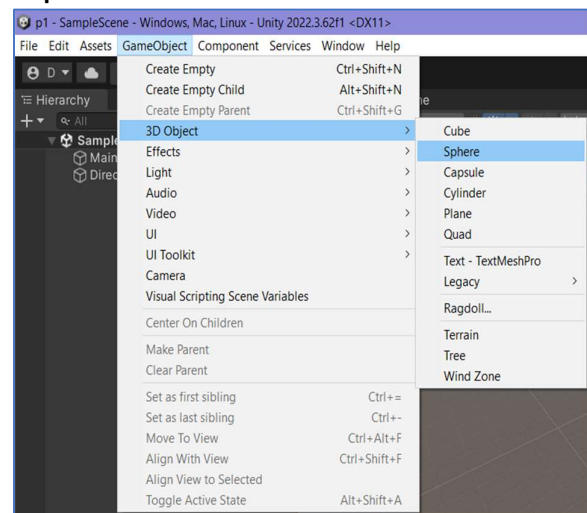 p1 - SampleScene - Windows, Mac, Linux - Unity 2022.3.62f1 <DX11>
File Edit Assets GameObject Component Services Window Help
D
Hierarchy
All
Create Empty Ctrl+Shift+N
Create Empty Child Alt+Shift+N
Create Empty Parent Ctrl+Shift+G
3D Object >
Effects >
Light >
Audio >
Video >
UI >
UI Toolkit >
Camera
Visual Scripting Scene Variables
Center On Children
Make Parent
Clear Parent
Set as first sibling Ctrl+=
Set as last sibling Ctrl+-
Move To View Ctrl+Alt+F
Align With View Ctrl+Shift+F
Align View to Selected
Toggle Active State Alt+Shift+A
Cube
Sphere
Capsule
Cylinder
Plane
Quad
Text - TextMeshPro
Legacy >
Ragdoll...
Terrain
Tree
Wind Zone